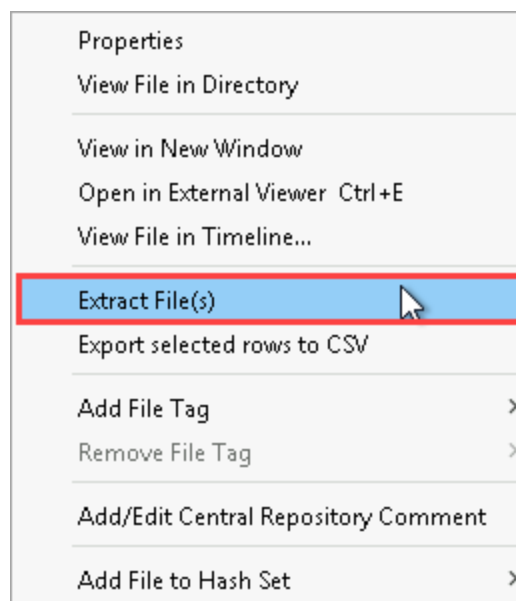 Properties
View File in Directory
View in New Window
Open in External Viewer Ctrl+E
View File in Timeline...
Extract File(s)
Export selected rows to CSV
Add File Tag
Remove File Tag
Add/Edit Central Repository Comment
Add File to Hash Set